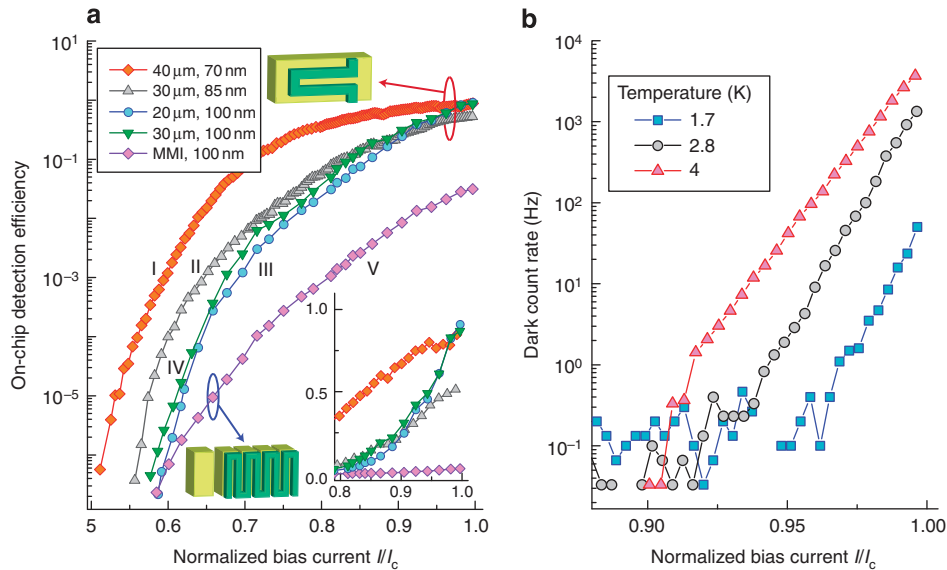 a
10^1
10^-1
10^-3
10^-5
On-chip detection efficiency
40 µm, 70 nm
30 µm, 85 nm
20 µm, 100 nm
30 µm, 100 nm
MMI, 100 nm
I
II
III
IV
V
1.0
0.5
0.0
0.8
0.9
1.0
5
0.6
0.7
0.8
0.9
1.0
Normalized bias current I/Ic
b
10^4
10^3
10^2
10^1
10^0
10^-1
Dark count rate (Hz)
Temperature (K)
1.7
2.8
4
0.90
0.95
1.00
Normalized bias current I/Ic